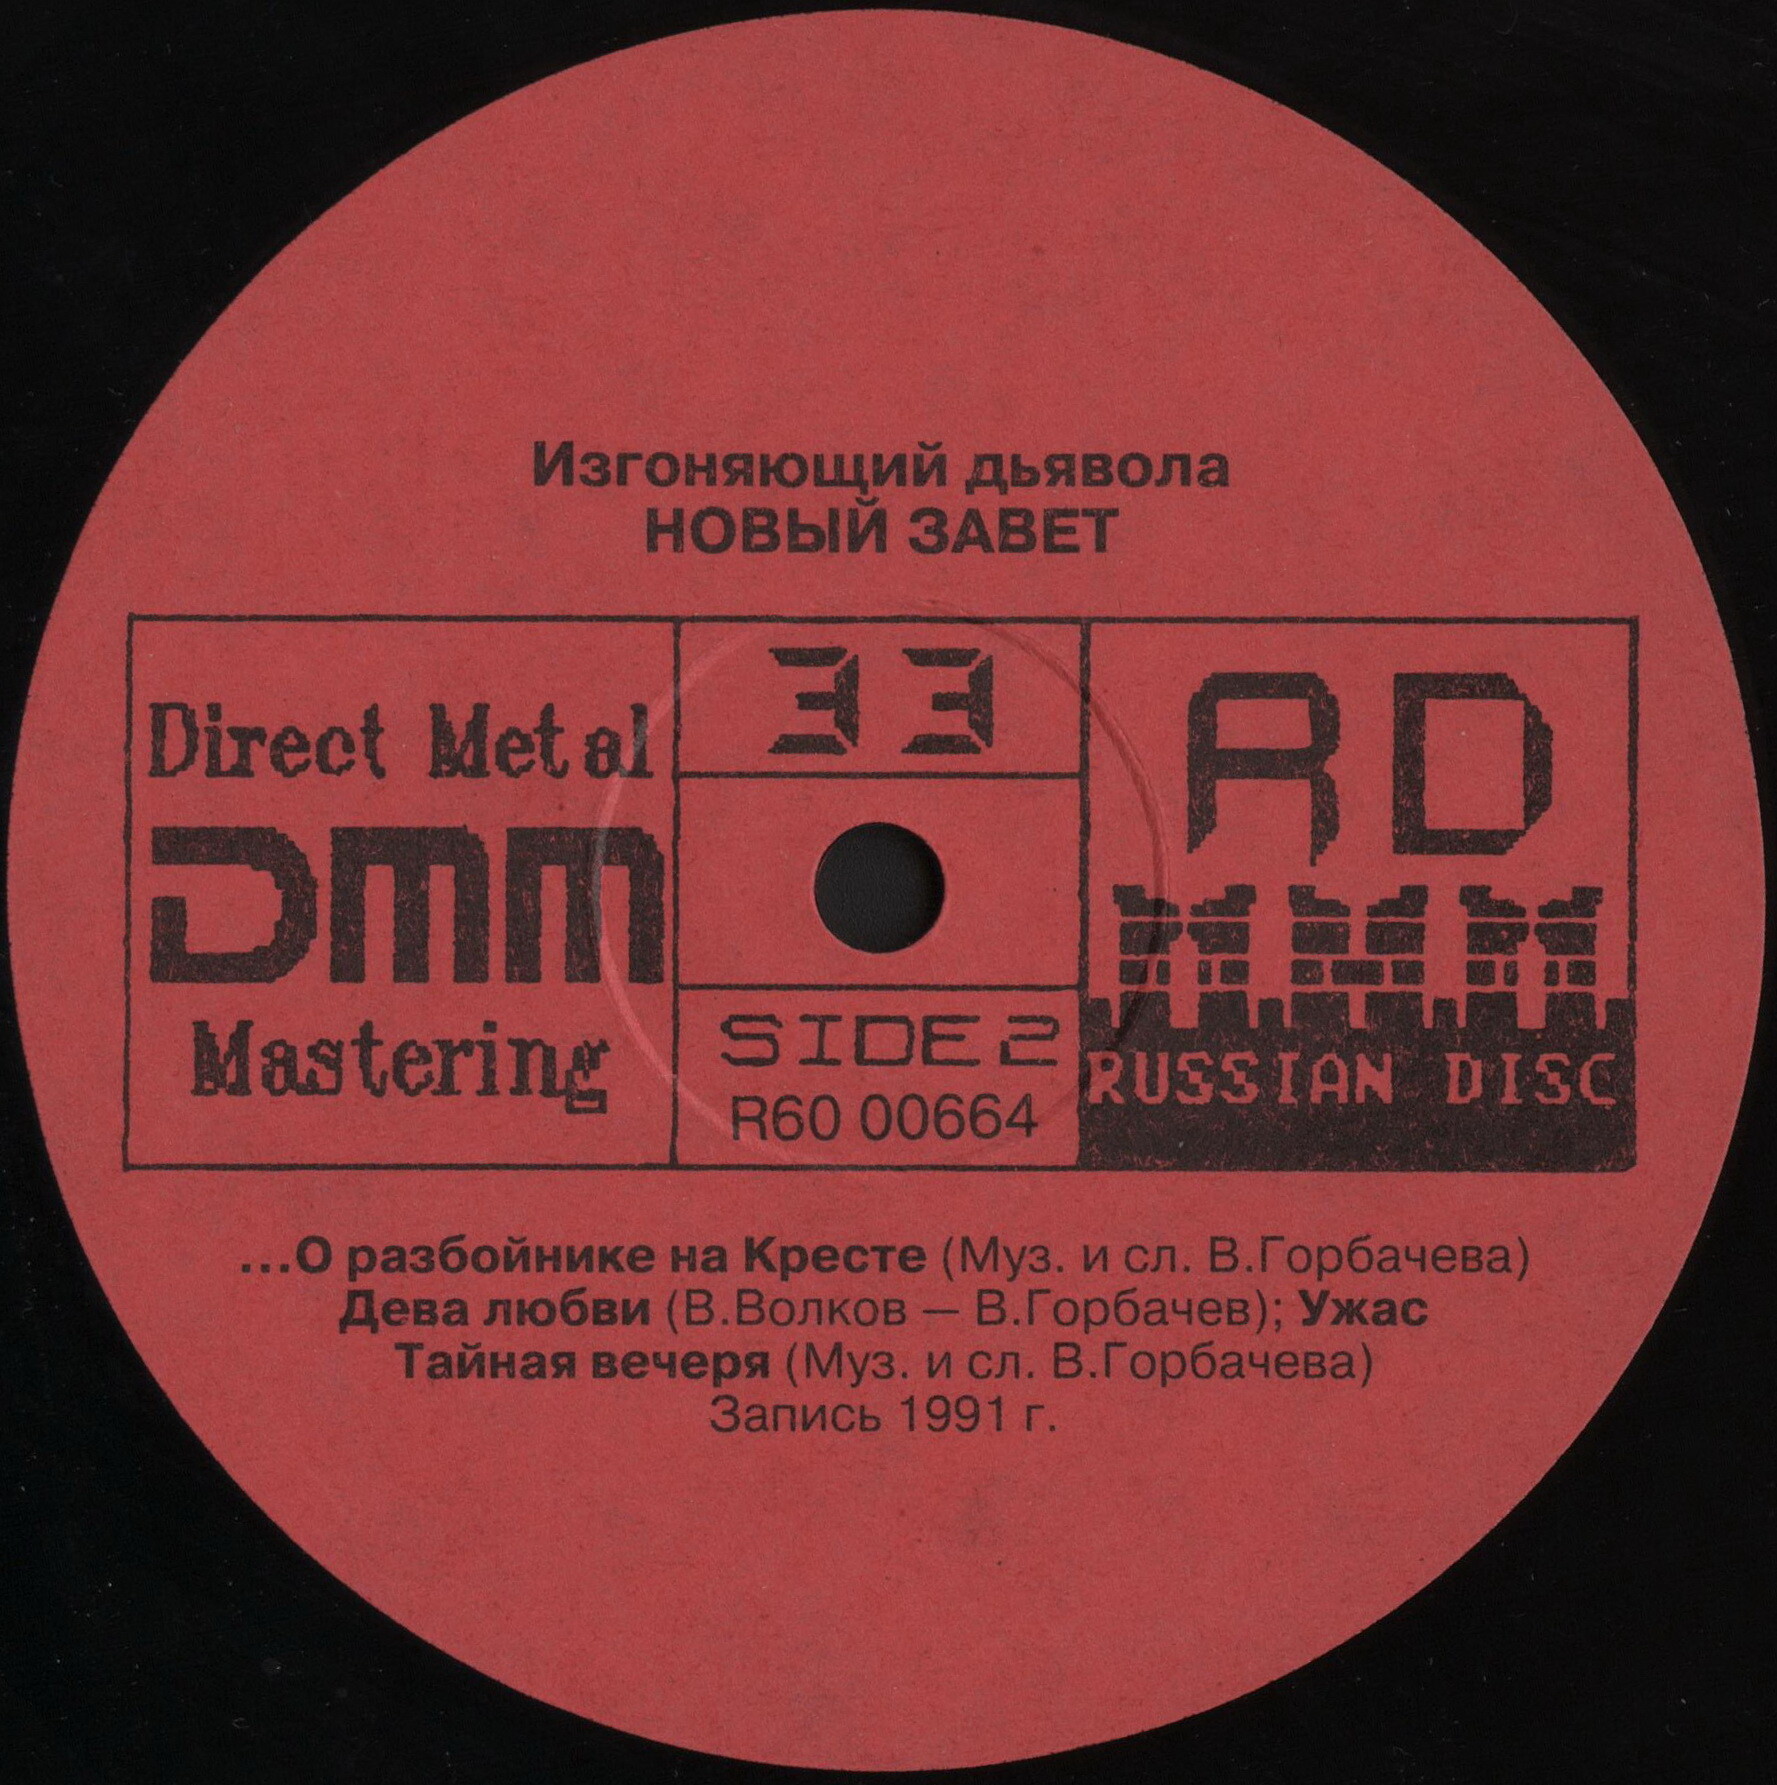 Изгоняющий дьявола
НОВЫЙ ЗАВЕТ
Direct Metal
DMM
Mastering
33
SIDE 2
R60 00664
RD
RUSSIAN DISC
...О разбойнике на Кресте (Муз. и сл. В.Горбачева)
Дева любви (В.Волков — В.Горбачев); Ужас
Тайная вечеря (Муз. и сл. В.Горбачева)
Запись 1991 г.